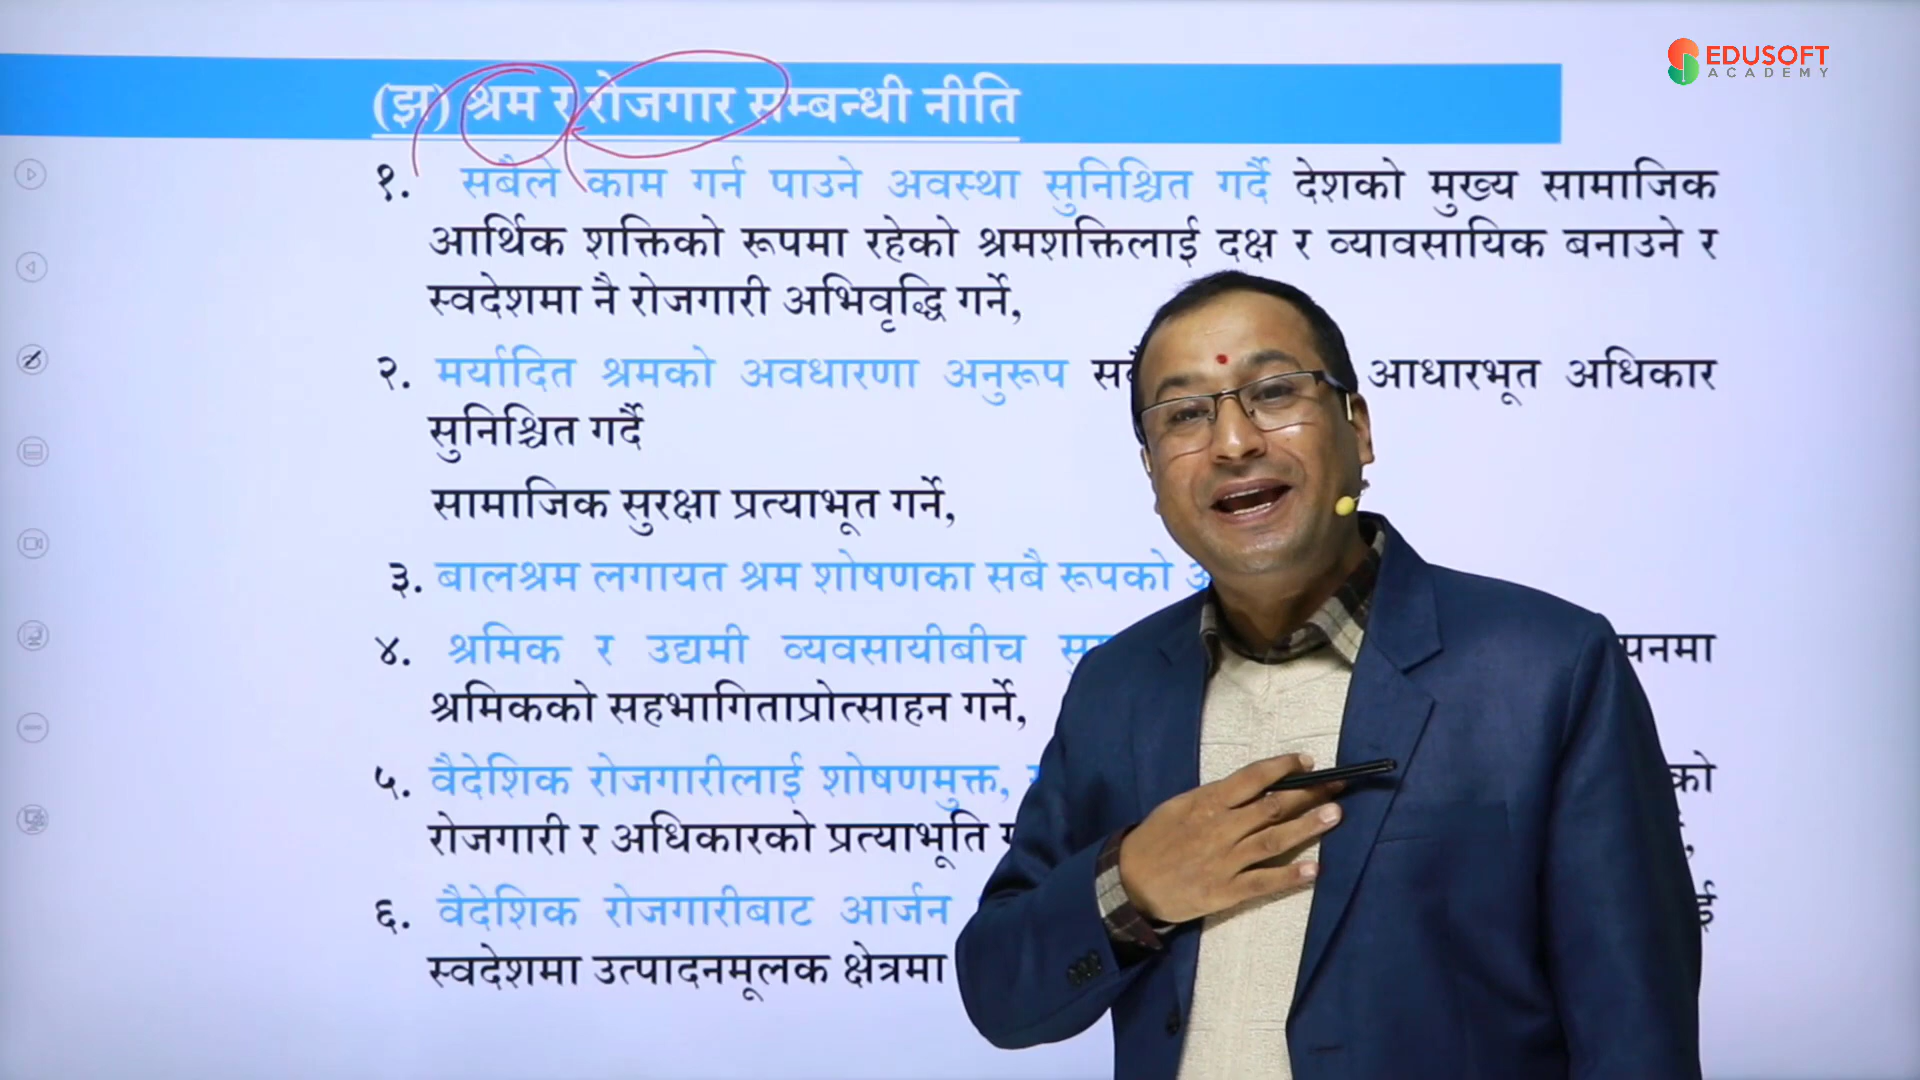 EDUSOFT
ACADEMY
(झ) श्रम र रोजगार सम्बन्धी नीति
१. सबैले काम गर्न पाउने अवस्था सुनिश्चित गर्दै देशको मुख्य सामाजिक
आर्थिक शक्तिको रूपमा रहेको श्रमशक्तिलाई दक्ष र व्यावसायिक बनाउने र
स्वदेशमा नै रोजगारी अभिवृद्धि गर्ने,
२. मर्यादित श्रमको अवधारणा अनुरूप आधारभूत अधिकार
सुनिश्चित गर्दै
सामाजिक सुरक्षा प्रत्याभूत गर्ने,
३. बालश्रम लगायत श्रम शोषणका सबै रूपको
४. श्रमिक र उद्यमी व्यवसायीबीच
श्रमिकको सहभागिताप्रोत्साहन गर्ने,
५. वैदेशिक रोजगारीलाई शोषणमुक्त, को
रोजगारी र अधिकारको प्रत्याभूति
६. वैदेशिक रोजगारीबाट आर्जन
स्वदेशमा उत्पादनमूलक क्षेत्रमा